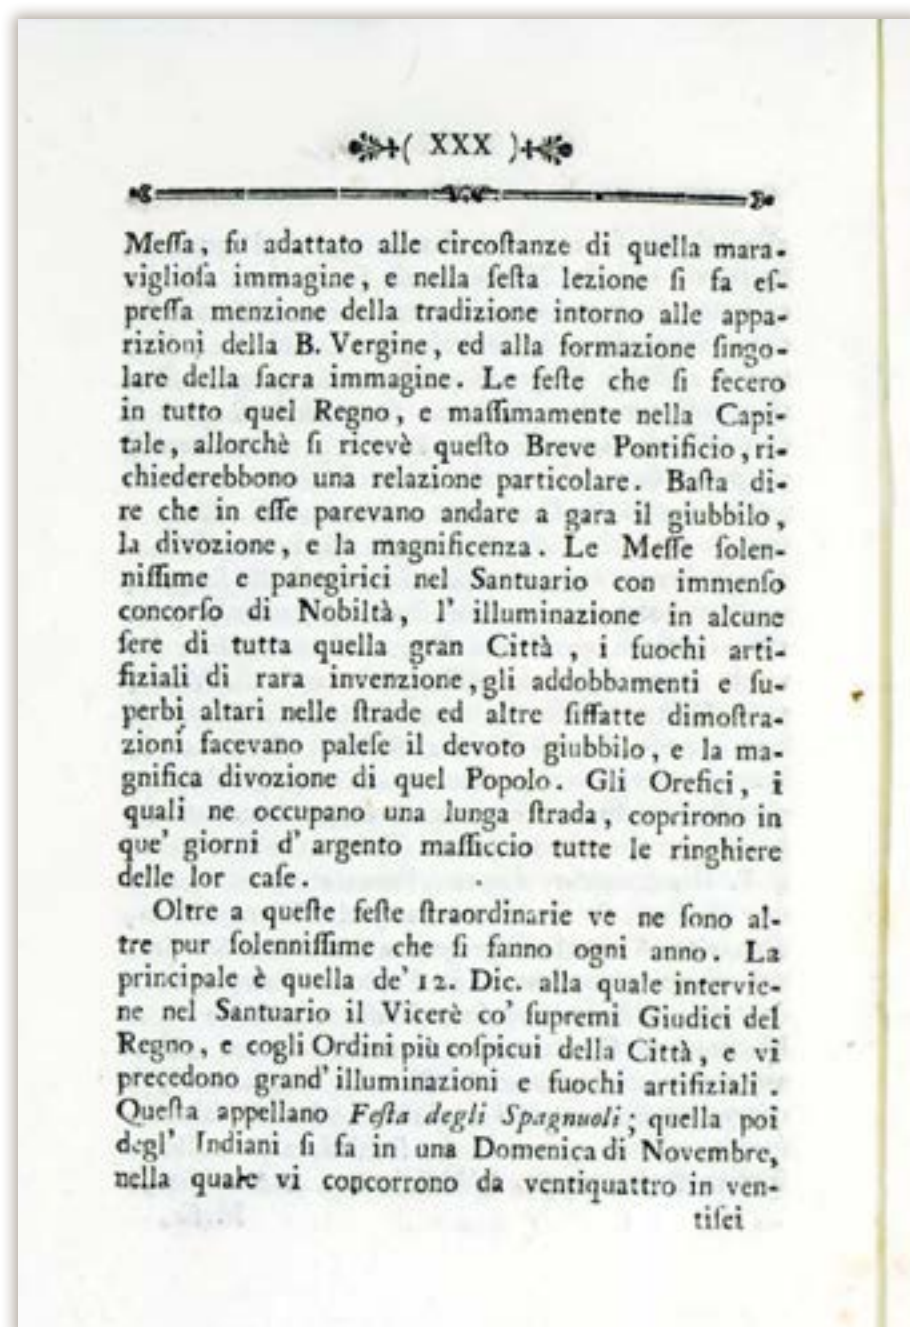 ( XXX )
Meſſa, fu adattato alle circoſtanze di quella mara-
viglioſa immagine, e nella ſeſta lezione ſi fa eſ-
preſſa menzione della tradizione intorno alle appa-
rizioni della B. Vergine, ed alla formazione ſingo-
lare della ſacra immagine. Le feſte che ſi fecero
in tutto quel Regno, e maſſimamente nella Capi-
tale, allorchè ſi ricevè queſto Breve Pontificio, ri-
chiederebbono una relazione particolare. Baſta di-
re che in eſſe parevano andare a gara il giubbilo,
la divozione, e la magnificenza. Le Meſſe ſolen-
niſſime e panegirici nel Santuario con immenſo
concorſo di Nobiltà, l' illuminazione in alcune
ſere di tutta quella gran Città, i fuochi arti-
fiziali di rara invenzione, gli addobbamenti e ſu-
perbi altari nelle ſtrade ed altre ſiffatte dimoſtra-
zioni facevano paleſe il devoto giubbilo, e la ma-
gnifica divozione di quel Popolo. Gli Orefici, i
quali ne occupano una lunga ſtrada, coprirono in
que' giorni d' argento maſſiccio tutte le ringhiere
delle lor caſe.
Oltre a queſte feſte ſtraordinarie ve ne ſono al-
tre pur ſolenniſſime che ſi fanno ogni anno. La
principale è quella de' 12. Dic. alla quale intervie-
ne nel Santuario il Vicerè co' ſupremi Giudici del
Regno, e cogli Ordini più coſpicui della Città, e vi
precedono grand' illuminazioni e fuochi artifiziali.
Queſta appellano Feſta degli Spagnuoli; quella poi
degl' Indiani ſi fa in una Domenica di Novembre,
nella quale vi concorrono da ventiquattro in ven-
tiſei